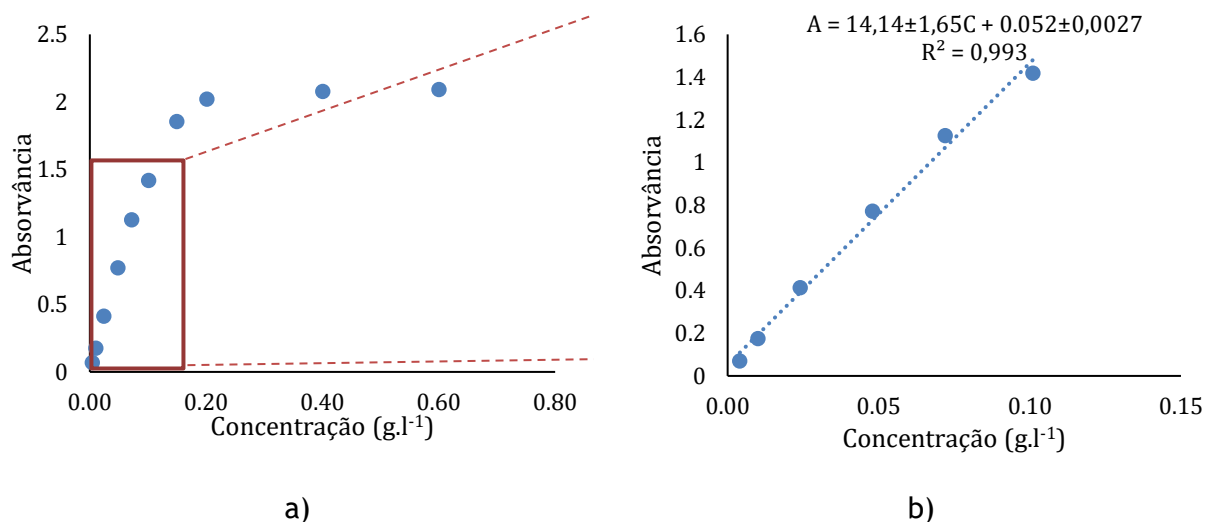 2.5
2
1.5
1
0.5
0
Absorvância
0.00 0.20 0.40 0.60 0.80
Concentração (g.l⁻¹)
a)
A = 14,14±1,65C + 0.052±0,0027
R² = 0,993
1.6
1.4
1.2
1
0.8
0.6
0.4
0.2
0
Absorvância
0.00 0.05 0.10 0.15
Concentração (g.l⁻¹)
b)